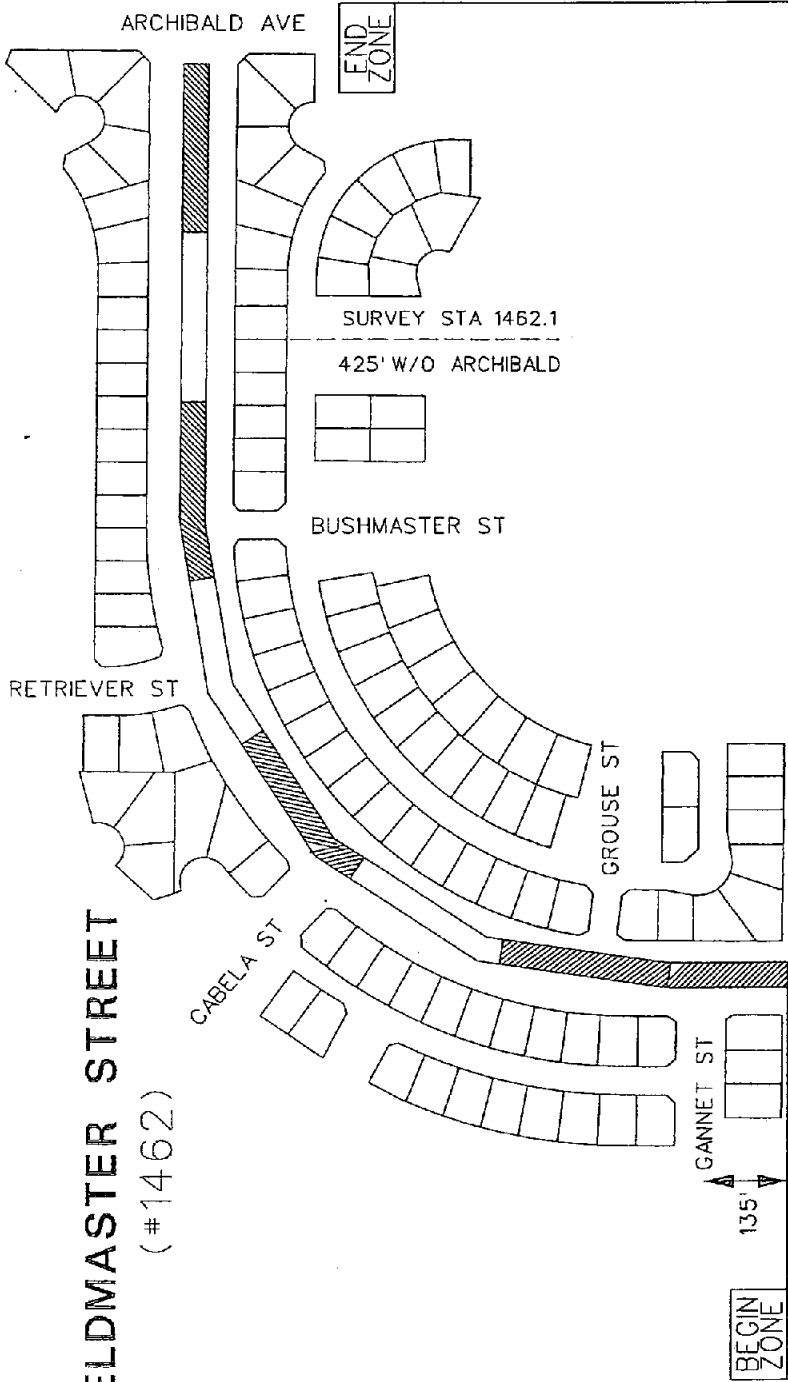 ARCHIBALD AVE
END
ZONE
SURVEY STA 1462.1
425' W/O ARCHIBALD
BUSHMASTER ST
RETRIEVER ST
GROUSE ST
CABELA ST
ELDMASTER STREET
(#1462)
GANNET ST
135'
BEGIN
ZONE